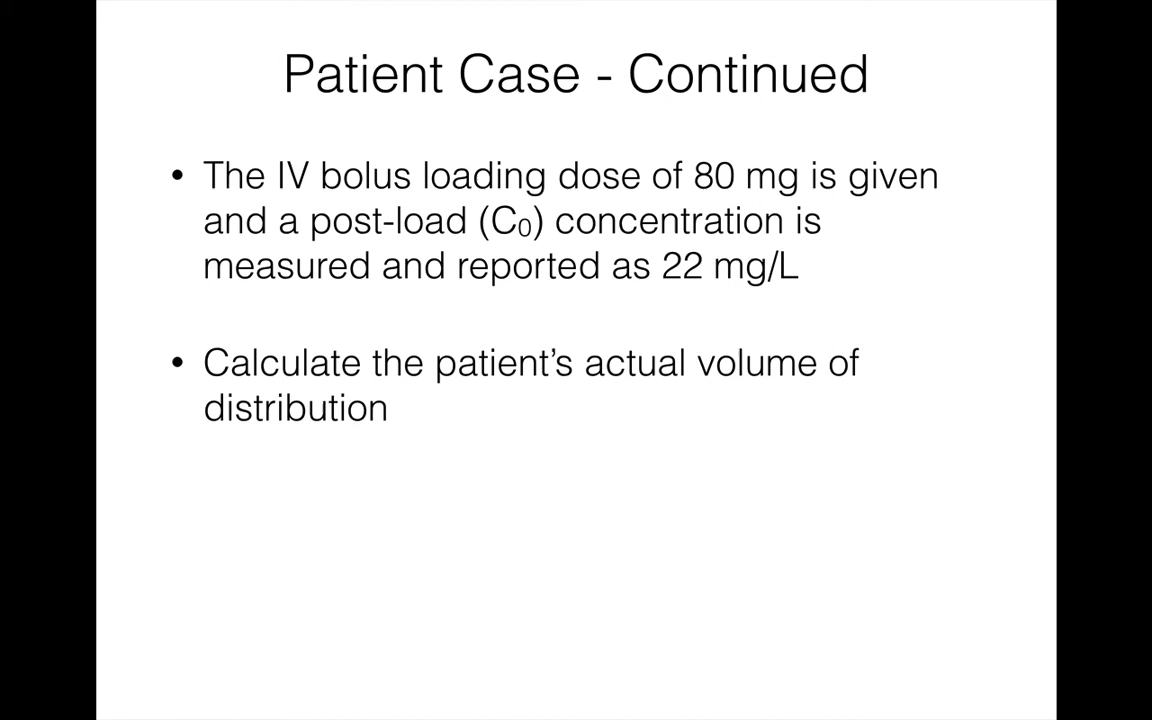 Patient Case - Continued
• The IV bolus loading dose of 80 mg is given
and a post-load (C₀) concentration is
measured and reported as 22 mg/L
• Calculate the patient’s actual volume of
distribution